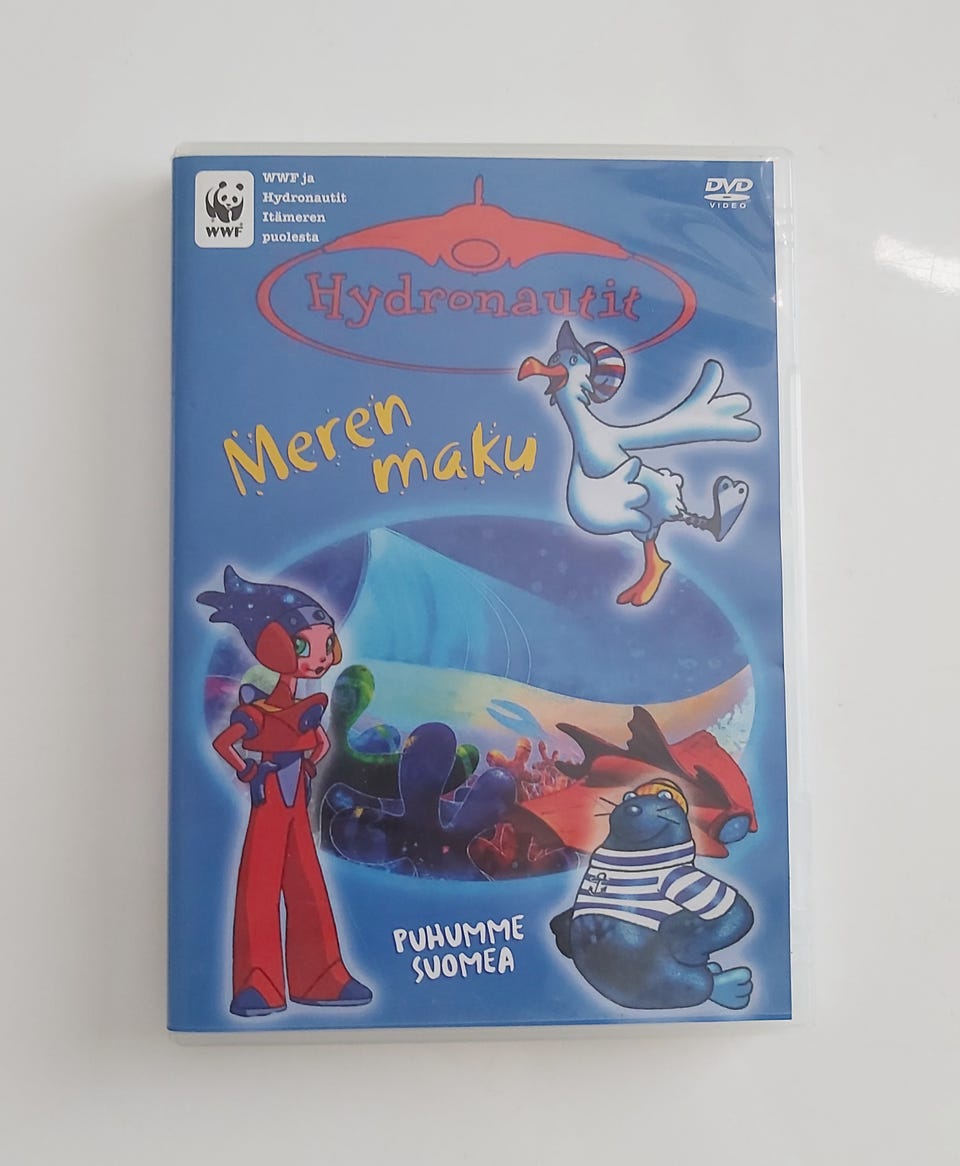 WWF ja
Hydronautit
Itämeren
puolesta
WWF
DVD
VIDEO
Hydronautit
Meren
maku
PUHUMME
SUOMEA